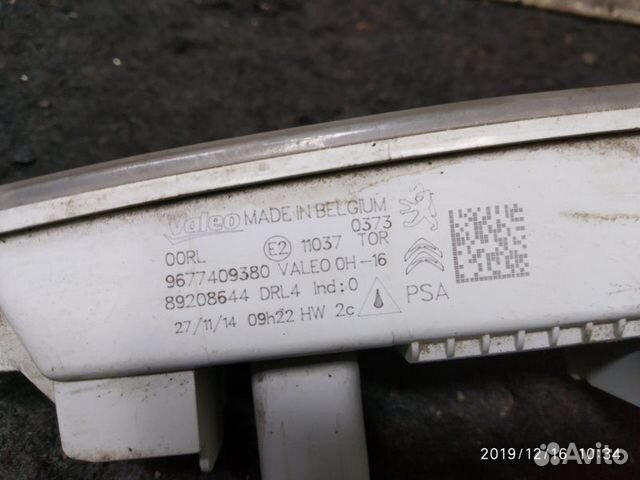 Valeo MADE IN BELGIUM
0373
00RL E2 11037 TOR
9677409380 VALEO 0H-16
89208644 DRL4 Ind:0
27/11/14 09h22 HW 2c PSA
2019/12/16 10:34
Avito